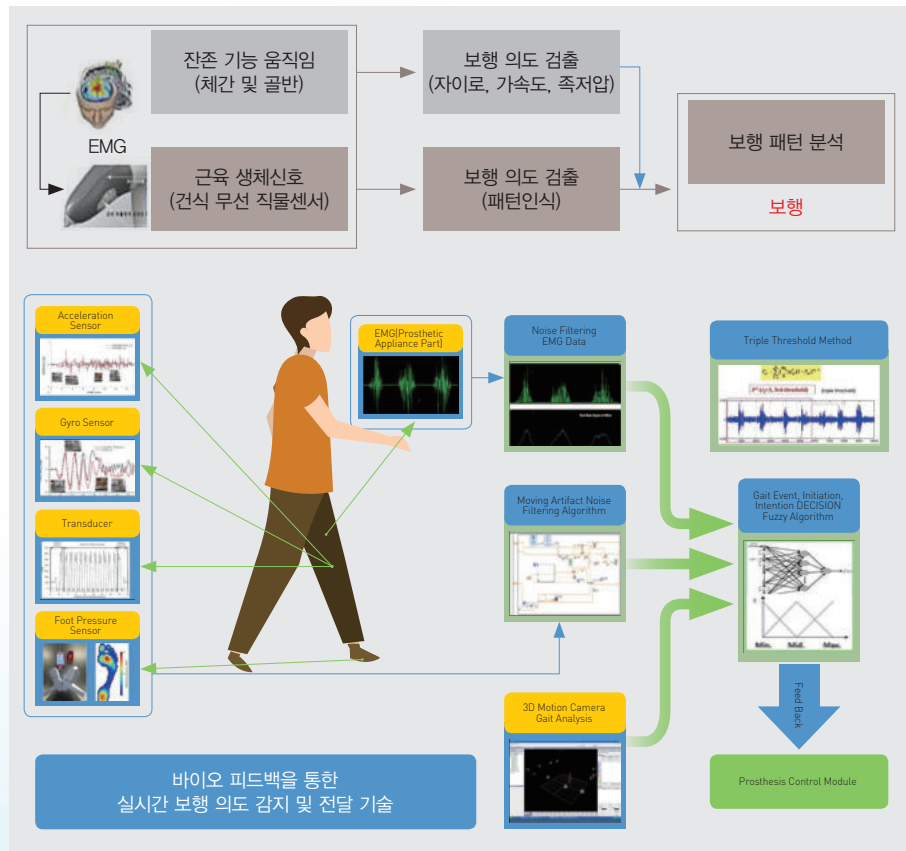 잔존 기능 움직임
(체간 및 골반)
보행 의도 검출
(자이로, 가속도, 족저압)
EMG
근육 생체신호
(건식 무선 직물센서)
보행 의도 검출
(패턴인식)
보행 패턴 분석
보행
Acceleration
Sensor
Gyro Sensor
Transducer
Foot Pressure
Sensor
EMG(Prosthetic
Appliance Part)
Noise Filtering
EMG Data
Moving Artifact Noise
Filtering Algorithm
3D Motion Camera
Gait Analysis
Triple Threshold Method
Gait Event, Initiation,
Intention DECISION
Fuzzy Algorithm
Min. Mid. Max.
Feed Back
Prosthesis Control Module
바이오 피드백을 통한
실시간 보행 의도 감지 및 전달 기술